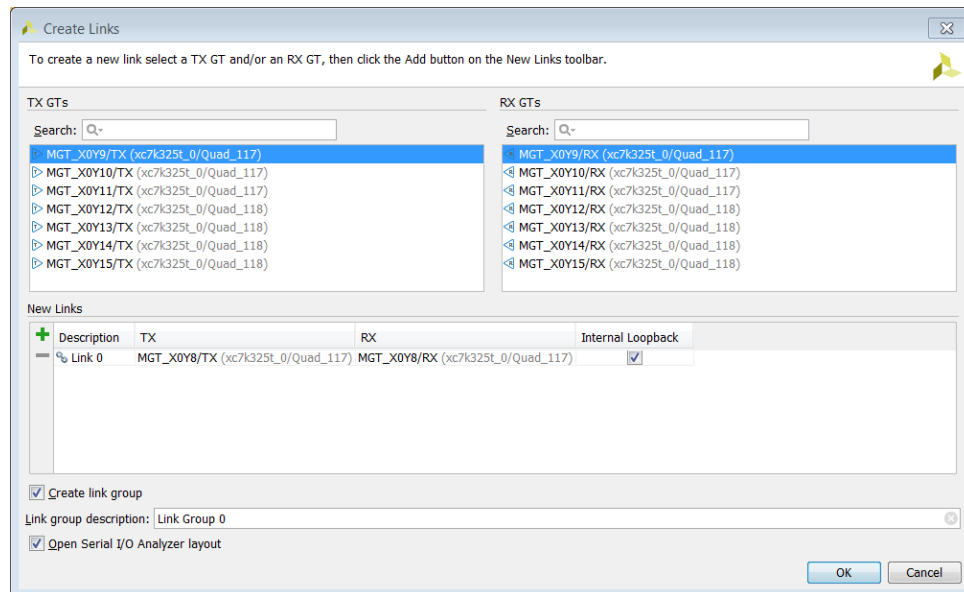 Create Links
To create a new link select a TX GT and/or an RX GT, then click the Add button on the New Links toolbar.
TX GTs
Search:
MGT_X0Y9/TX (xc7k325t_0/Quad_117)
MGT_X0Y10/TX (xc7k325t_0/Quad_117)
MGT_X0Y11/TX (xc7k325t_0/Quad_117)
MGT_X0Y12/TX (xc7k325t_0/Quad_118)
MGT_X0Y13/TX (xc7k325t_0/Quad_118)
MGT_X0Y14/TX (xc7k325t_0/Quad_118)
MGT_X0Y15/TX (xc7k325t_0/Quad_118)
RX GTs
Search:
MGT_X0Y9/RX (xc7k325t_0/Quad_117)
MGT_X0Y10/RX (xc7k325t_0/Quad_117)
MGT_X0Y11/RX (xc7k325t_0/Quad_117)
MGT_X0Y12/RX (xc7k325t_0/Quad_118)
MGT_X0Y13/RX (xc7k325t_0/Quad_118)
MGT_X0Y14/RX (xc7k325t_0/Quad_118)
MGT_X0Y15/RX (xc7k325t_0/Quad_118)
New Links
Description TX RX Internal Loopback
Link 0 MGT_X0Y8/TX (xc7k325t_0/Quad_117) MGT_X0Y8/RX (xc7k325t_0/Quad_117)
Create link group
Link group description: Link Group 0
Open Serial I/O Analyzer layout
OK Cancel